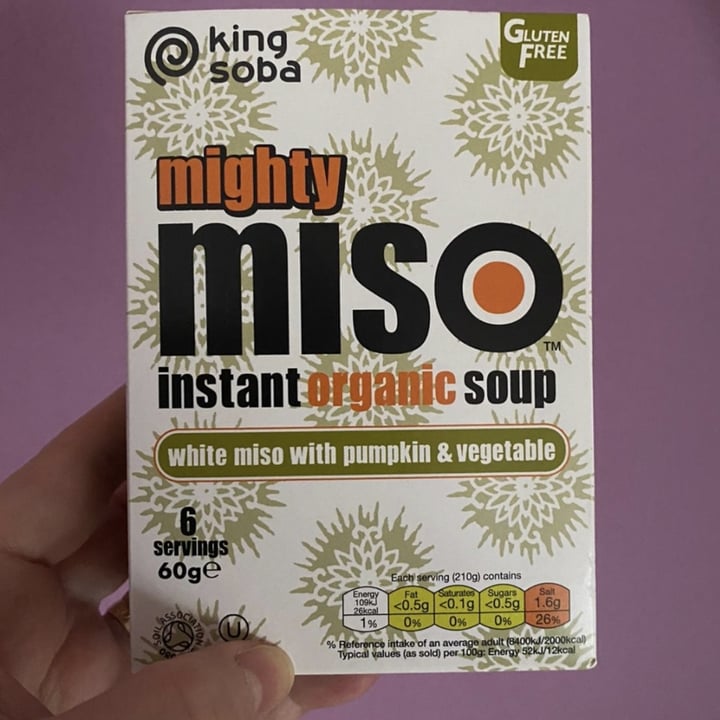 king
soba
GLUTEN
FREE
mighty
miso
TM
instant organic soup
white miso with pumpkin & vegetable
6
servings
60g℮
Each serving (210g) contains
Energy
109kJ
26kcal
1%
Fat
<0.5g
0%
Saturates
<0.1g
0%
Sugars
<0.5g
0%
Salt
1.6g
26%
% Reference intake of an average adult (8400kJ/2000kcal)
Typical values (as sold) per 100g: Energy 52kJ/12kcal
SOIL ASSOCIATION
U